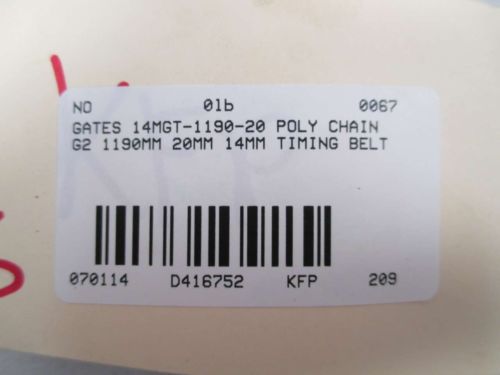 NO 0lb 0067
GATES 14MGT-1190-20 POLY CHAIN
G2 1190MM 20MM 14MM TIMING BELT
070114 D416752 KFP 209